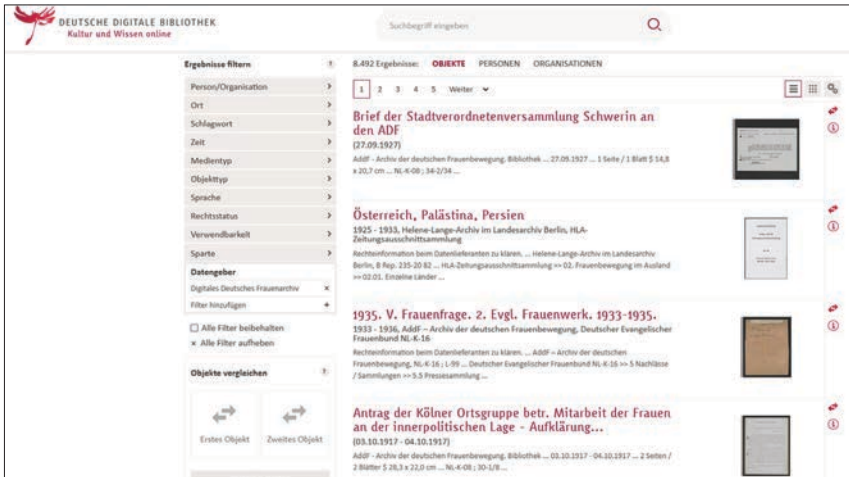 DEUTSCHE DIGITALE BIBLIOTHEK
Kultur und Wissen online
Suchbegriff eingeben
Ergebnisse filtern ?
Person/Organisation
Ort
Schlagwort
Zeit
Medientyp
Objekttyp
Sprache
Rechtsstatus
Verwendbarkeit
Sparte
Datengeber
Digitales Deutsches Frauenarchiv ×
Filter hinzufügen +
Alle Filter beibehalten
× Alle Filter aufheben
Objekte vergleichen ?
Erstes Objekt
Zweites Objekt
8.492 Ergebnisse: OBJEKTE PERSONEN ORGANISATIONEN
1 2 3 4 5 Weiter
Brief der Stadtverordnetenversammlung Schwerin an
den ADF
(27.09.1927)
AddF - Archiv der deutschen Frauenbewegung. Bibliothek ... 27.09.1927 ... 1 Seite / 1 Blatt $ 14,8
x 20,7 cm ... NL-K-08 ; 34-2/34 ...
Österreich, Palästina, Persien
1925 - 1933, Helene-Lange-Archiv im Landesarchiv Berlin, HLA-
Zeitungsausschnittsammlung
Rechteinformation beim Datenlieferanten zu klären. ... Helene-Lange-Archiv im Landesarchiv
Berlin, B Rep. 235-20 82 ... HLA-Zeitungsausschnittsammlung >> 02. Frauenbewegung im Ausland
>> 02.01. Einzelne Länder ...
1935. V. Frauenfrage. 2. Evgl. Frauenwerk. 1933-1935.
1933 - 1936, AddF – Archiv der deutschen Frauenbewegung, Deutscher Evangelischer
Frauenbund NL-K-16
Rechteinformation beim Datenlieferanten zu klären. ... AddF – Archiv der deutschen
Frauenbewegung, NL-K-16 ; L-99 ... Deutscher Evangelischer Frauenbund NL-K-16 >> 5 Nachlässe
/ Sammlungen >> 5.5 Pressesammlung ...
Antrag der Kölner Ortsgruppe betr. Mitarbeit der Frauen
an der innerpolitischen Lage - Aufklärung...
(03.10.1917 - 04.10.1917)
AddF - Archiv der deutschen Frauenbewegung. Bibliothek ... 03.10.1917 - 04.10.1917 ... 2 Seiten /
2 Blätter $ 28,3 x 22,0 cm ... NL-K-08 ; 30-1/8 ...